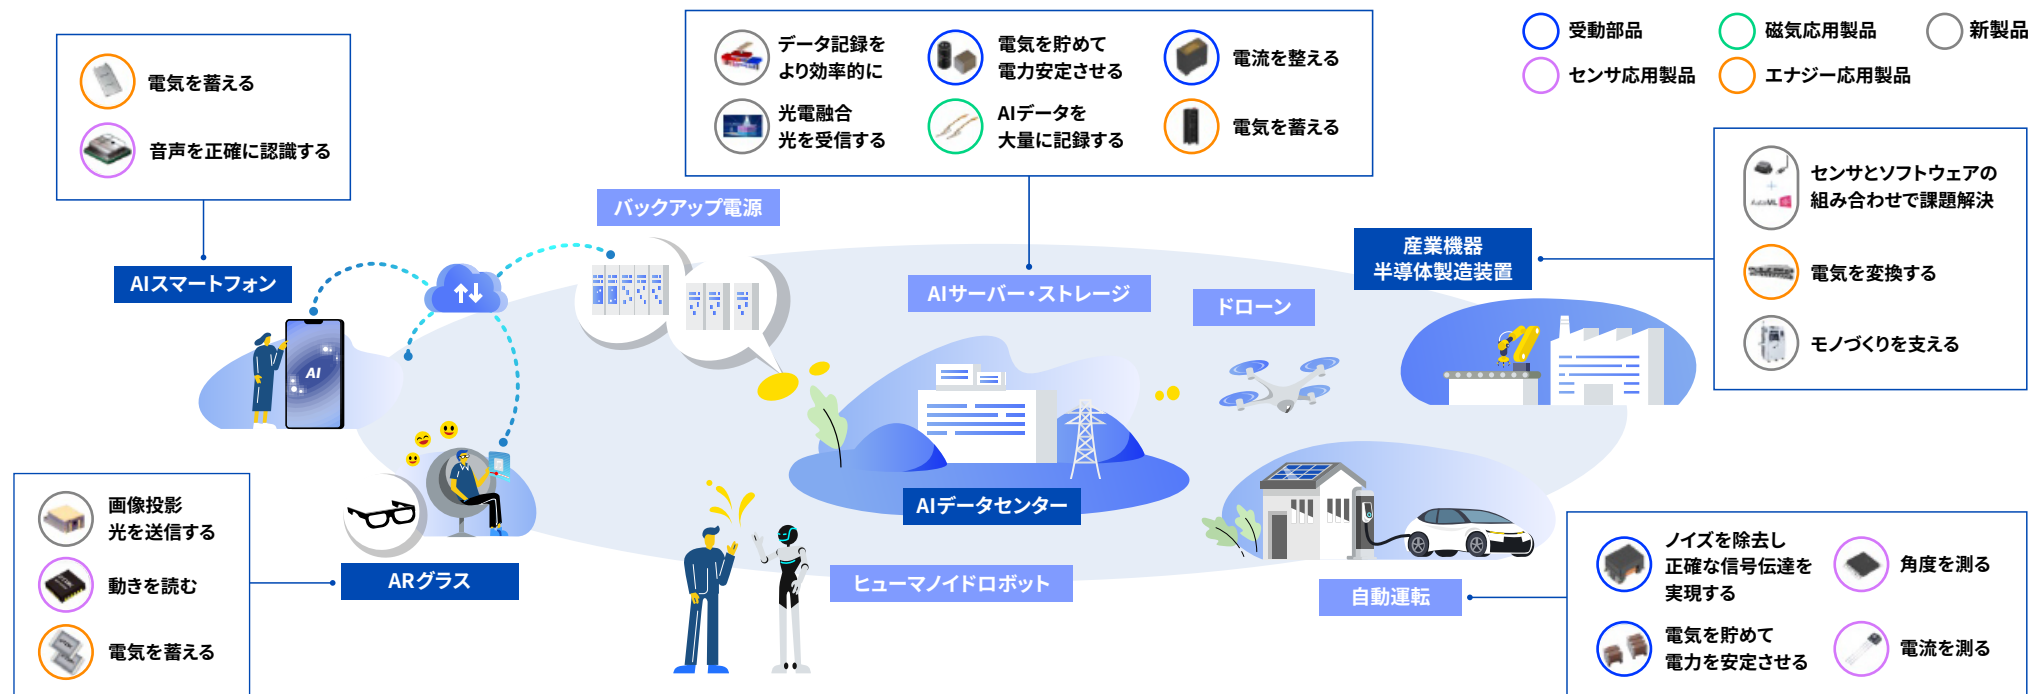 データ記録を
より効率的に
電気を貯めて
電力安定させる
電流を整える
光電融合
光を受信する
AIデータを
大量に記録する
電気を蓄える
受動部品
磁気応用製品
新製品
センサ応用製品
エナジー応用製品
電気を蓄える
音声を正確に認識する
バックアップ電源
AIスマートフォン
AIサーバー・ストレージ
ドローン
産業機器
半導体製造装置
センサとソフトウェアの
組み合わせで課題解決
電気を変換する
モノづくりを支える
AI
AIデータセンター
画像投影
光を送信する
動きを読む
電気を蓄える
ARグラス
ヒューマノイドロボット
自動運転
ノイズを除去し
正確な信号伝達を
実現する
角度を測る
電気を貯めて
電力を安定させる
電流を測る